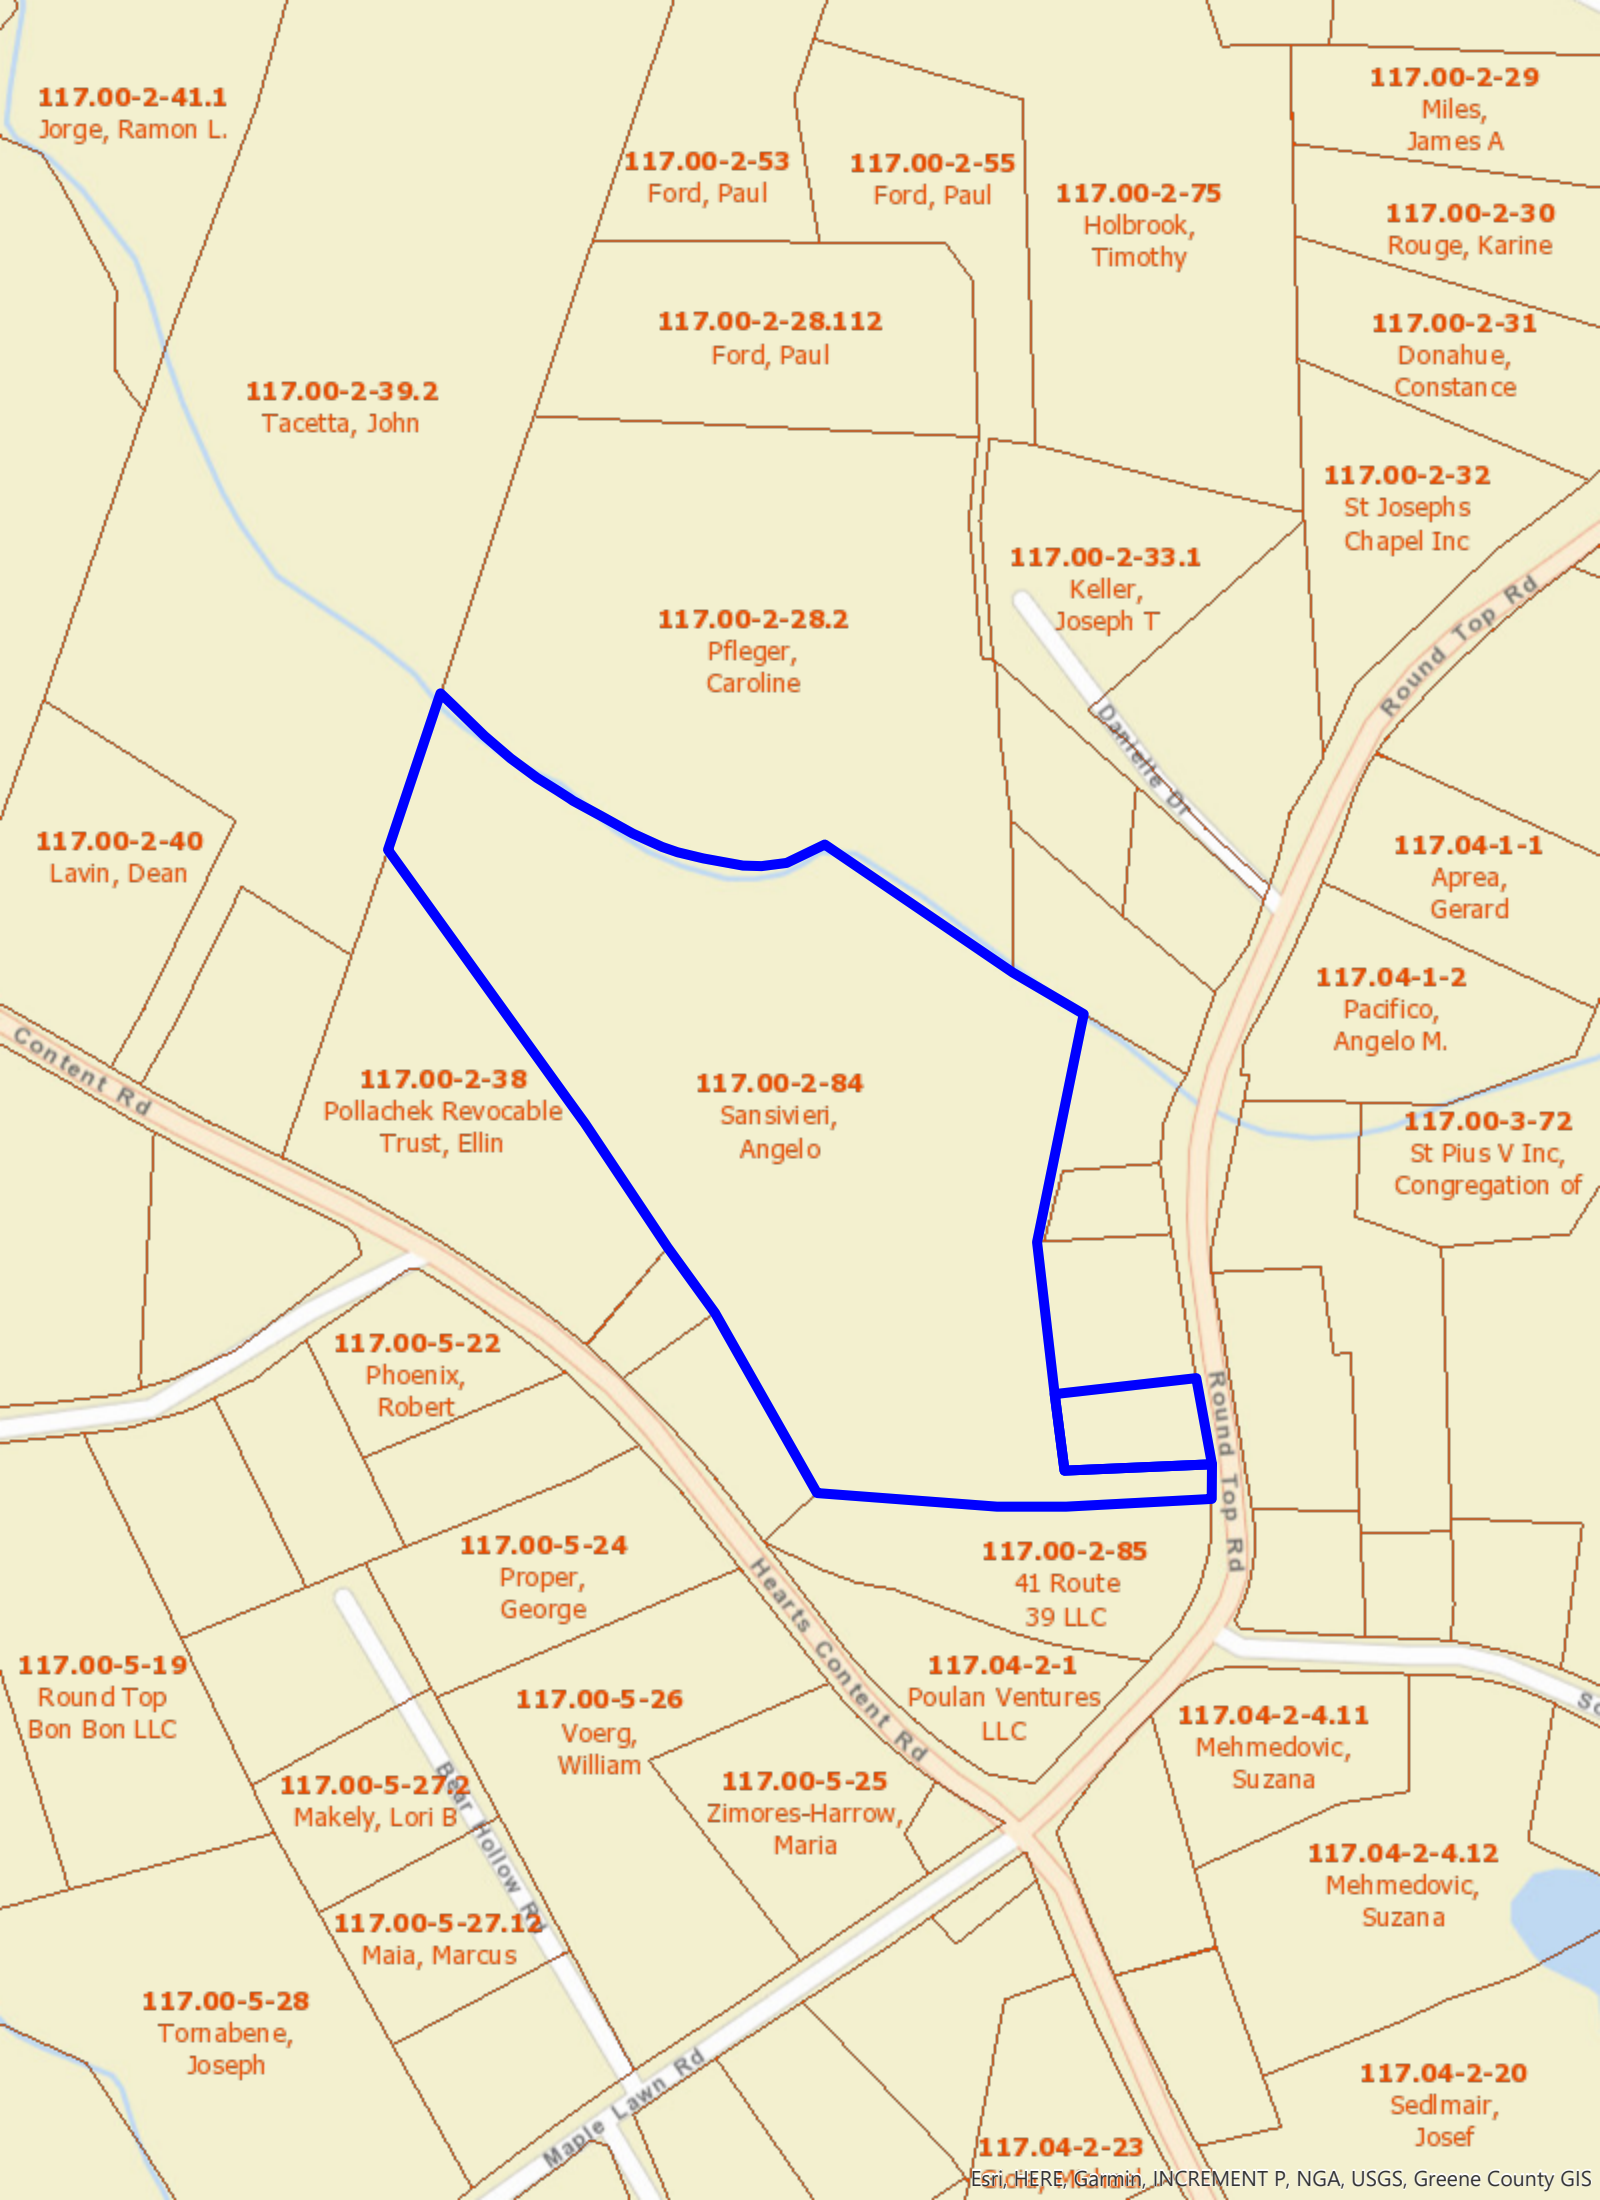 117.00-2-41.1
Jorge, Ramon L.
117.00-2-29
Miles,
James A
117.00-2-53
Ford, Paul
117.00-2-55
Ford, Paul
117.00-2-75
Holbrook,
Timothy
117.00-2-30
Rouge, Karine
117.00-2-28.112
Ford, Paul
117.00-2-31
Donahue,
Constance
117.00-2-39.2
Tacetta, John
117.00-2-32
St Josephs
Chapel Inc
117.00-2-33.1
Keller,
Joseph T
Round Top Rd
117.00-2-28.2
Pfleger,
Caroline
Danielle Dr
117.00-2-40
Lavin, Dean
117.04-1-1
Aprea,
Gerard
117.04-1-2
Pacifico,
Angelo M.
Content Rd
117.00-2-38
Pollachek Revocable
Trust, Ellin
117.00-2-84
Sansivieri,
Angelo
117.00-3-72
St Pius V Inc,
Congregation of
117.00-5-22
Phoenix,
Robert
Round Top Rd
117.00-5-24
Proper,
George
117.00-2-85
41 Route
39 LLC
Hearts Content Rd
117.00-5-19
Round Top
Bon Bon LLC
117.00-5-26
Voerg,
William
117.04-2-1
Poulan Ventures
LLC
117.04-2-4.11
Mehmedovic,
Suzana
117.00-5-27.2
Makely, Lori B
Bear Hollow Rd
117.00-5-25
Zimores-Harrow,
Maria
117.04-2-4.12
Mehmedovic,
Suzana
117.00-5-27.12
Maia, Marcus
117.00-5-28
Tornabene,
Joseph
Maple Lawn Rd
117.04-2-20
Sedlmair,
Josef
117.04-2-23
Esri, HERE, Garmin, INCREMENT P, NGA, USGS, Greene County GIS